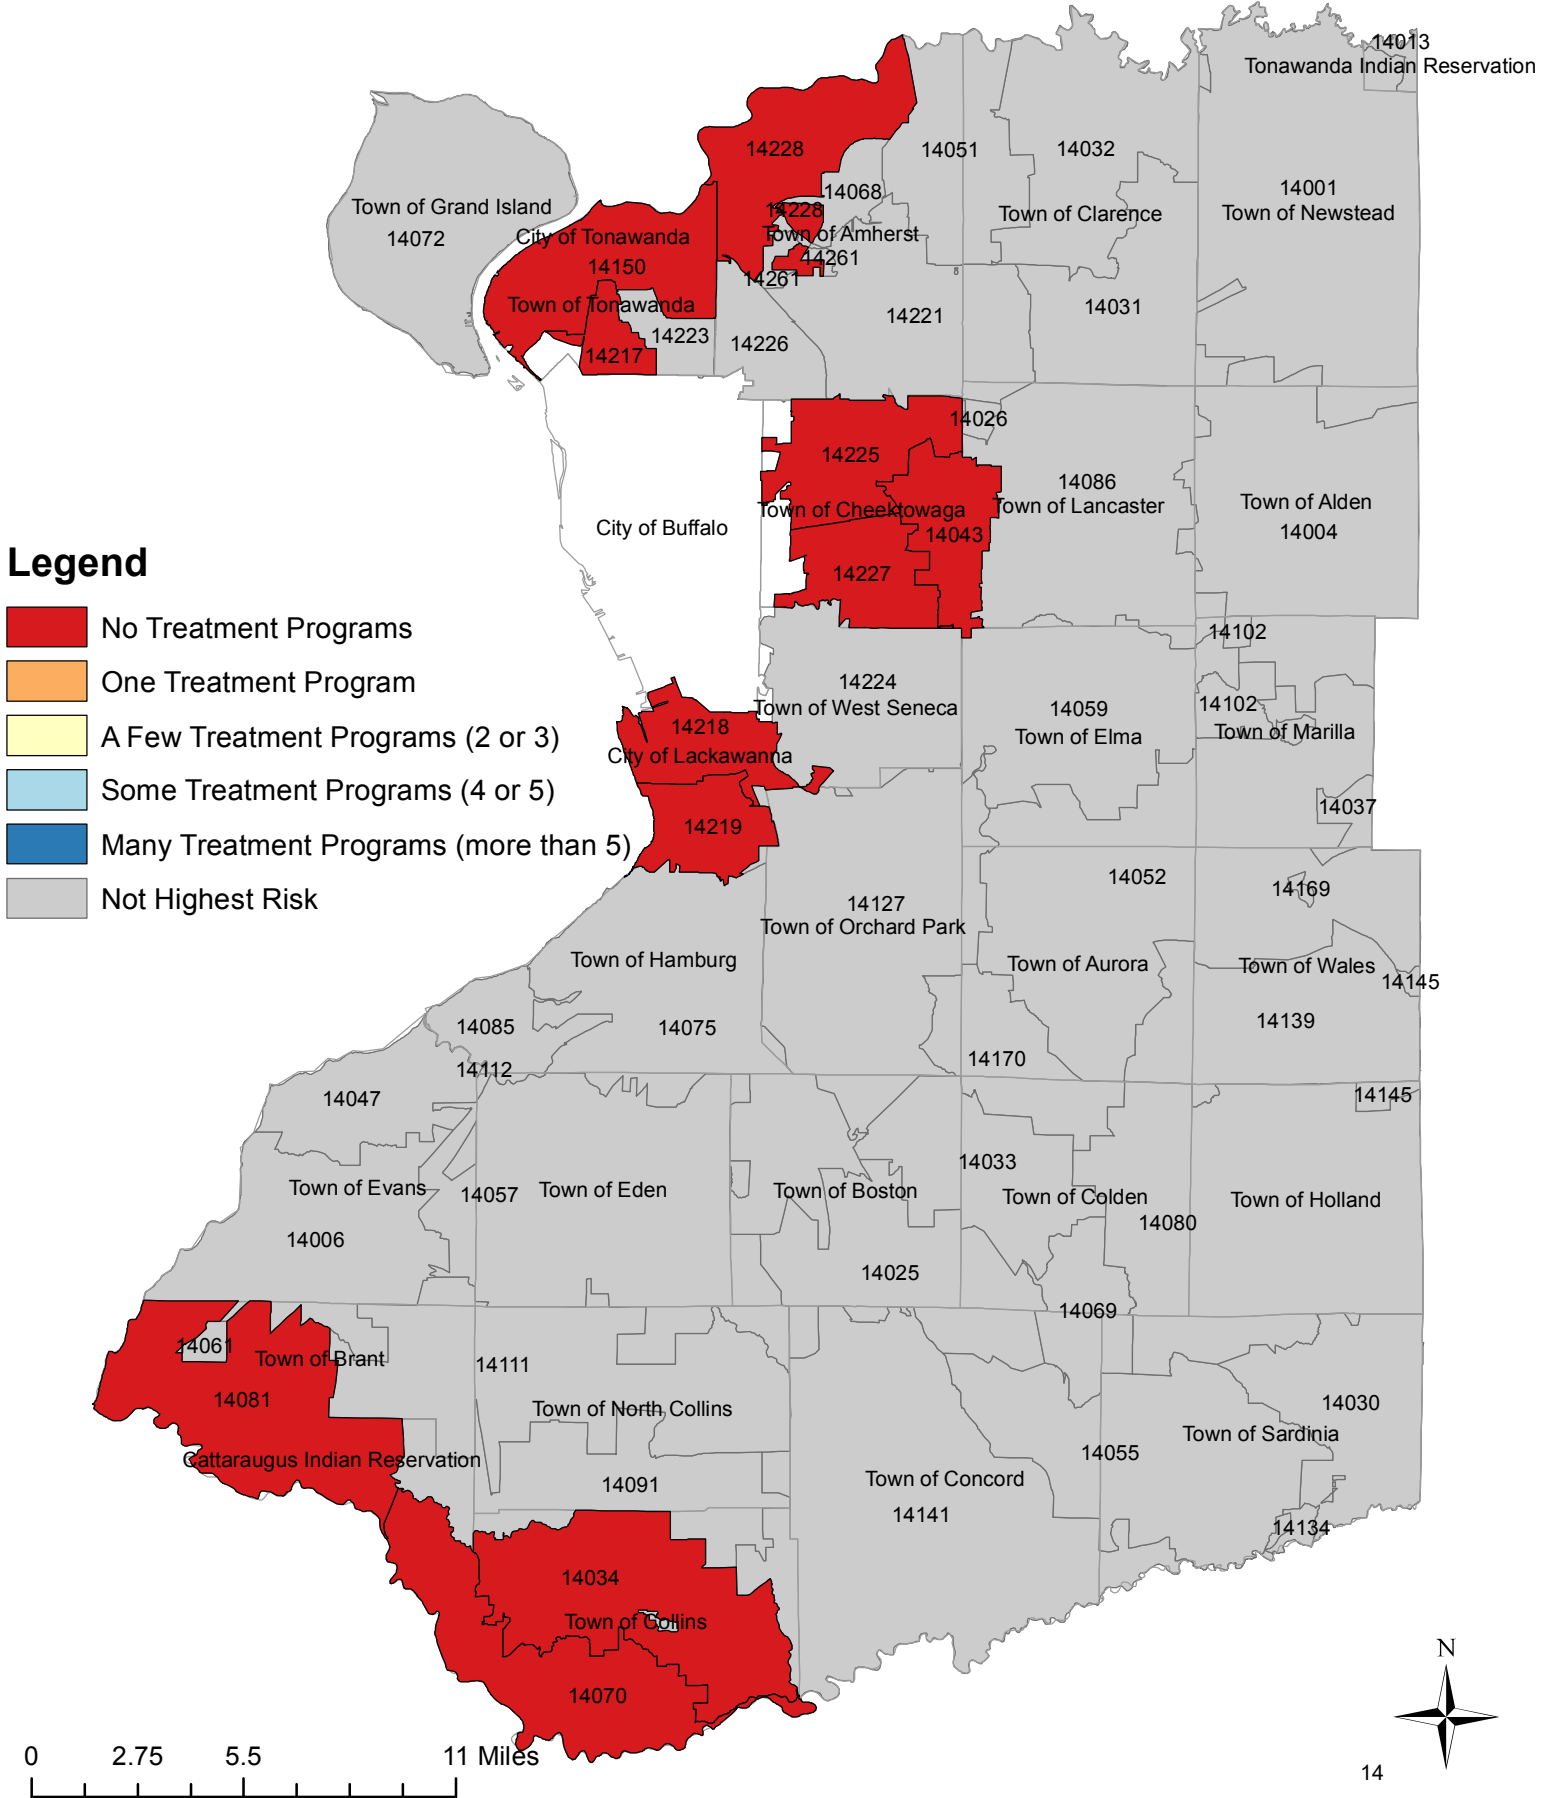 14013
Tonawanda Indian Reservation
14228
14051
14032
14068
14001
Town of Grand Island
14228
Town of Clarence
Town of Newstead
14072
City of Tonawanda
Town of Amherst
14150
14261
14261
Town of Tonawanda
14031
14221
14223
14226
14217
14026
14225
14086
Town of Cheektowaga
Town of Lancaster
Town of Alden
City of Buffalo
14043
14004
14227
Legend
No Treatment Programs
One Treatment Program
A Few Treatment Programs (2 or 3)
Some Treatment Programs (4 or 5)
Many Treatment Programs (more than 5)
Not Highest Risk
14102
14224
14102
Town of West Seneca
14059
14218
Town of Marilla
Town of Elma
City of Lackawanna
14037
14219
14052
14169
14127
Town of Orchard Park
Town of Hamburg
Town of Aurora
Town of Wales
14145
14085
14075
14139
14170
14112
14047
14145
14033
Town of Evans
14057
Town of Eden
Town of Boston
Town of Colden
Town of Holland
14080
14006
14025
14069
14061
Town of Brant
14111
14081
14030
Town of North Collins
Town of Sardinia
14055
Cattaraugus Indian Reservation
14091
Town of Concord
14141
14134
14034
Town of Collins
14070
N
0 2.75 5.5 11 Miles
14